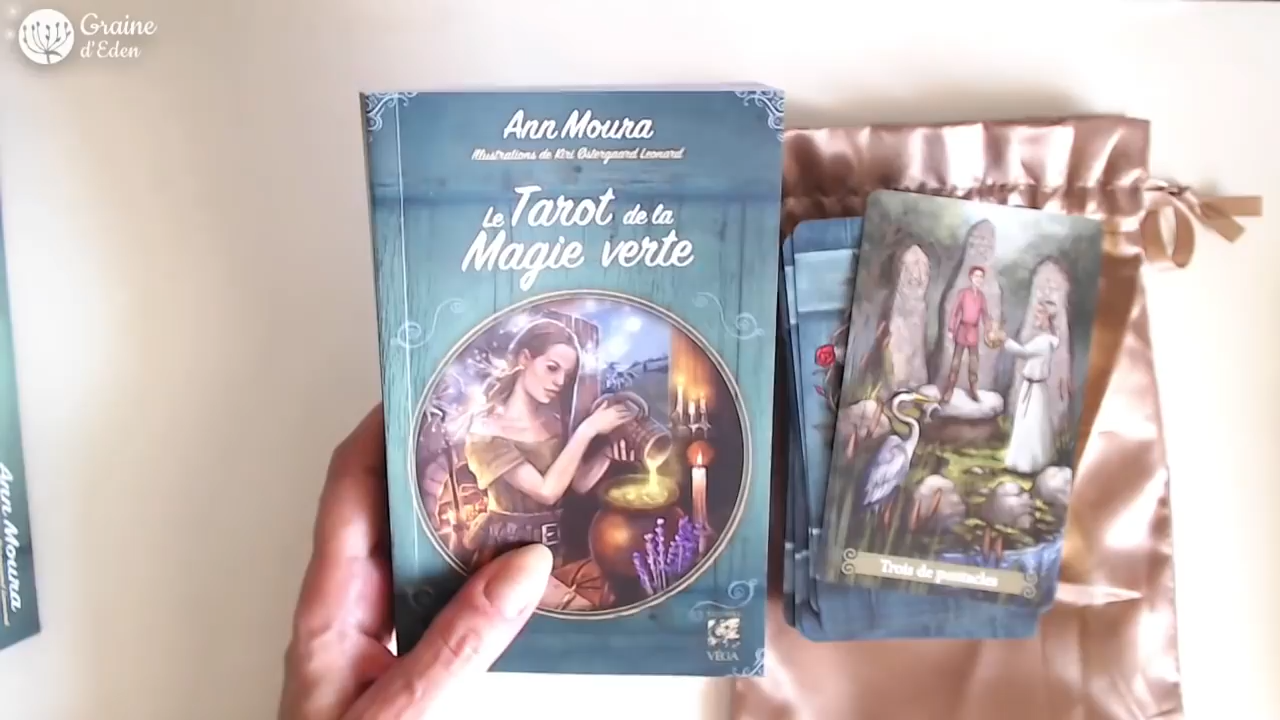 Graine
d'Eden
Ann Moura
Illustrations de Kiri Østergaard Leonard
Le Tarot de la
Magie verte
VÉGA
Trois de pentacles
Ann Moura